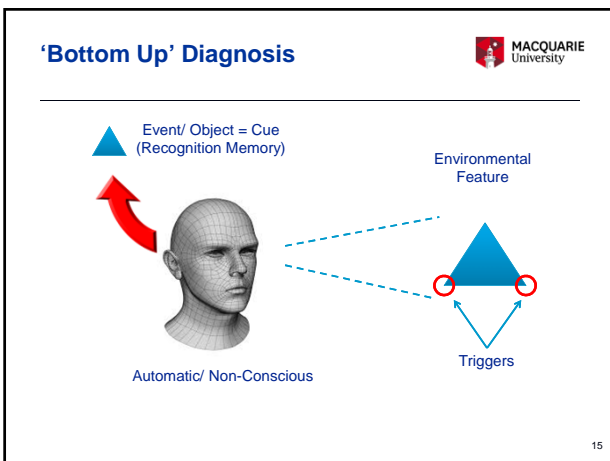 ‘Bottom Up’ Diagnosis
MACQUARIE
University
Event/ Object = Cue
(Recognition Memory)
Environmental
Feature
Triggers
Automatic/ Non-Conscious
15